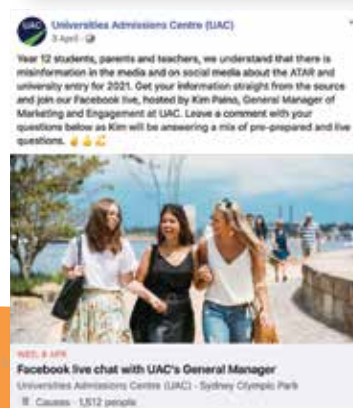 UAC
Universities Admissions Centre (UAC)
3 April ·
Year 12 students, parents and teachers, we understand that there is
misinformation in the media and on social media about the ATAR and
university entry for 2021. Get your information straight from the source
and join our Facebook live, hosted by Kim Paino, General Manager of
Marketing and Engagement at UAC. Leave a comment with your
questions below as Kim will be answering a mix of pre-prepared and live
questions.
WED, 8 APR
Facebook live chat with UAC's General Manager
Universities Admissions Centre (UAC) · Sydney Olympic Park
Causes · 1,512 people